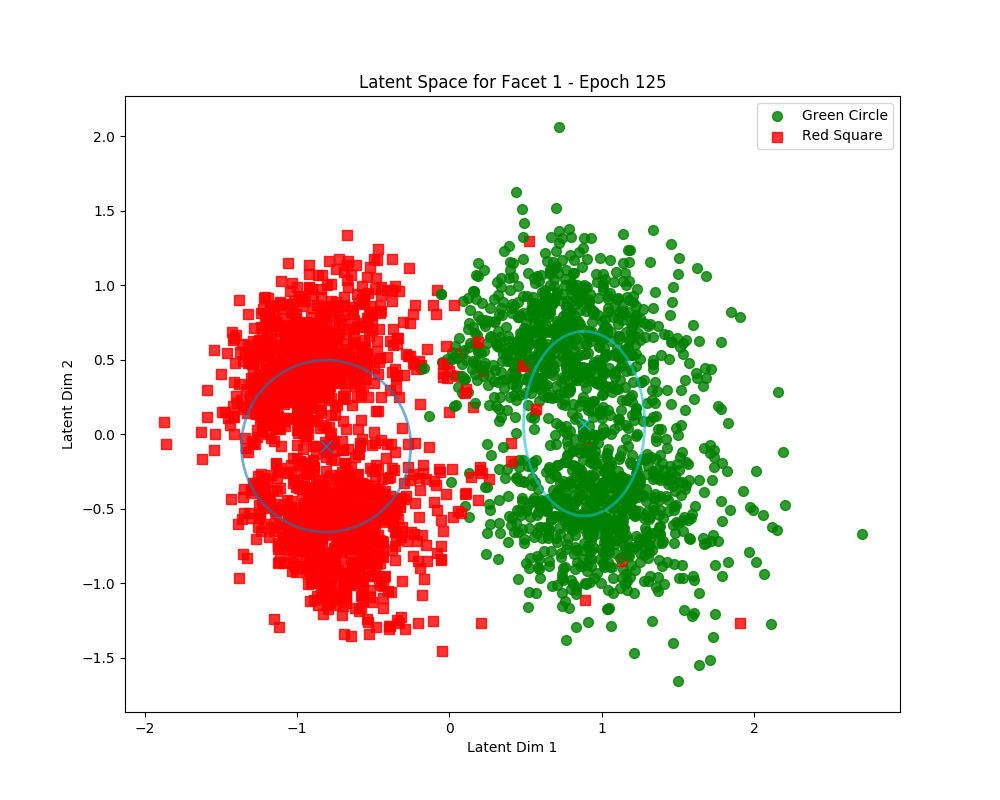 Latent Space for Facet 1 - Epoch 125
Green Circle
Red Square
2.0
1.5
1.0
0.5
0.0
−0.5
−1.0
−1.5
Latent Dim 2
−2
−1
0
1
2
Latent Dim 1